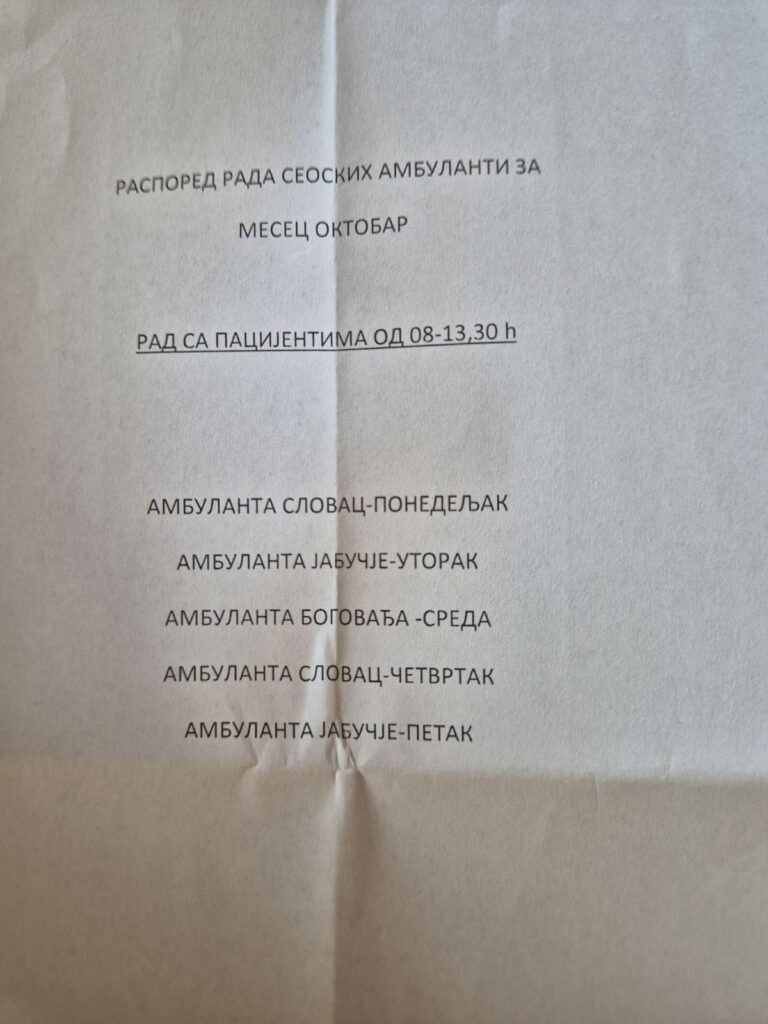 РАСПОРЕД РАДА СЕОСКИХ АМБУЛАНТИ ЗА
МЕСЕЦ ОКТОБАР
РАД СА ПАЦИЈЕНТИМА ОД 08-13,30 h
АМБУЛАНТА СЛОВАЦ-ПОНЕДЕЉАК
АМБУЛАНТА ЈАБУЧЈЕ-УТОРАК
АМБУЛАНТА БОГОВАЂА -СРЕДА
АМБУЛАНТА СЛОВАЦ-ЧЕТВРТАК
АМБУЛАНТА ЈАБУЧЈЕ-ПЕТАК